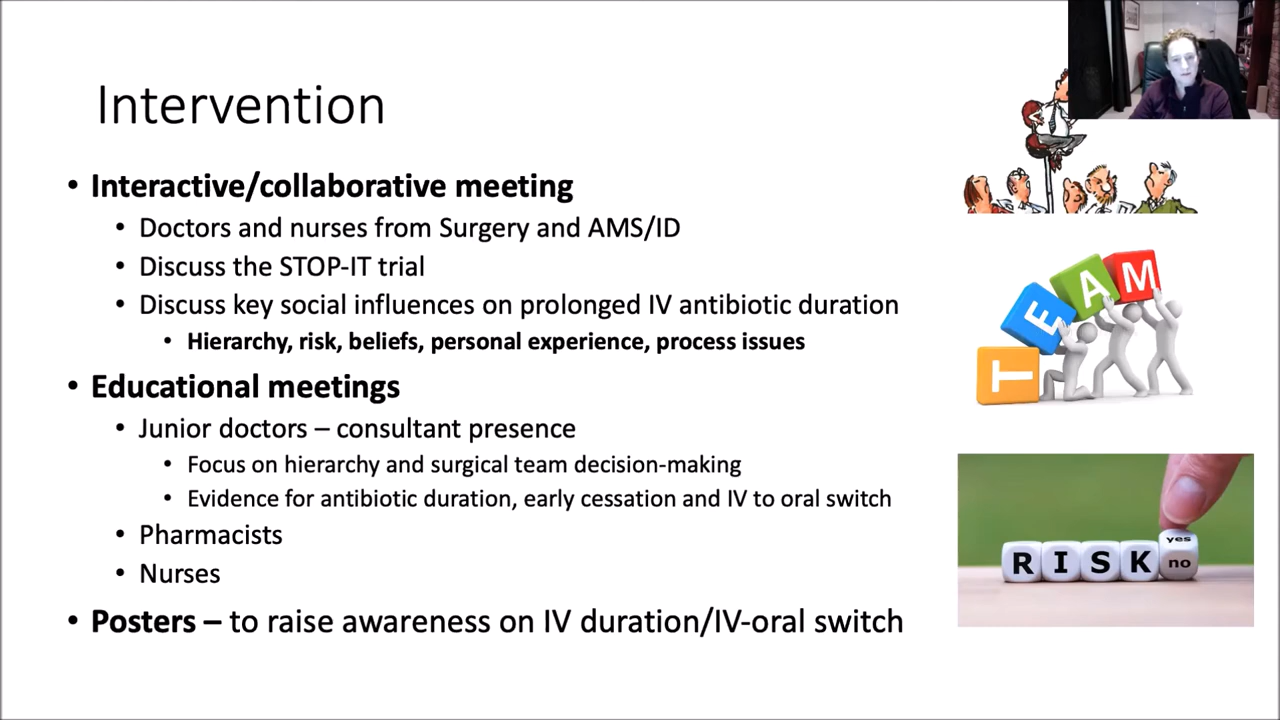 Intervention
• Interactive/collaborative meeting
• Doctors and nurses from Surgery and AMS/ID
• Discuss the STOP-IT trial
• Discuss key social influences on prolonged IV antibiotic duration
• Hierarchy, risk, beliefs, personal experience, process issues
• Educational meetings
• Junior doctors – consultant presence
• Focus on hierarchy and surgical team decision-making
• Evidence for antibiotic duration, early cessation and IV to oral switch
• Pharmacists
• Nurses
• Posters – to raise awareness on IV duration/IV-oral switch
TEAM
RISK
yes
no